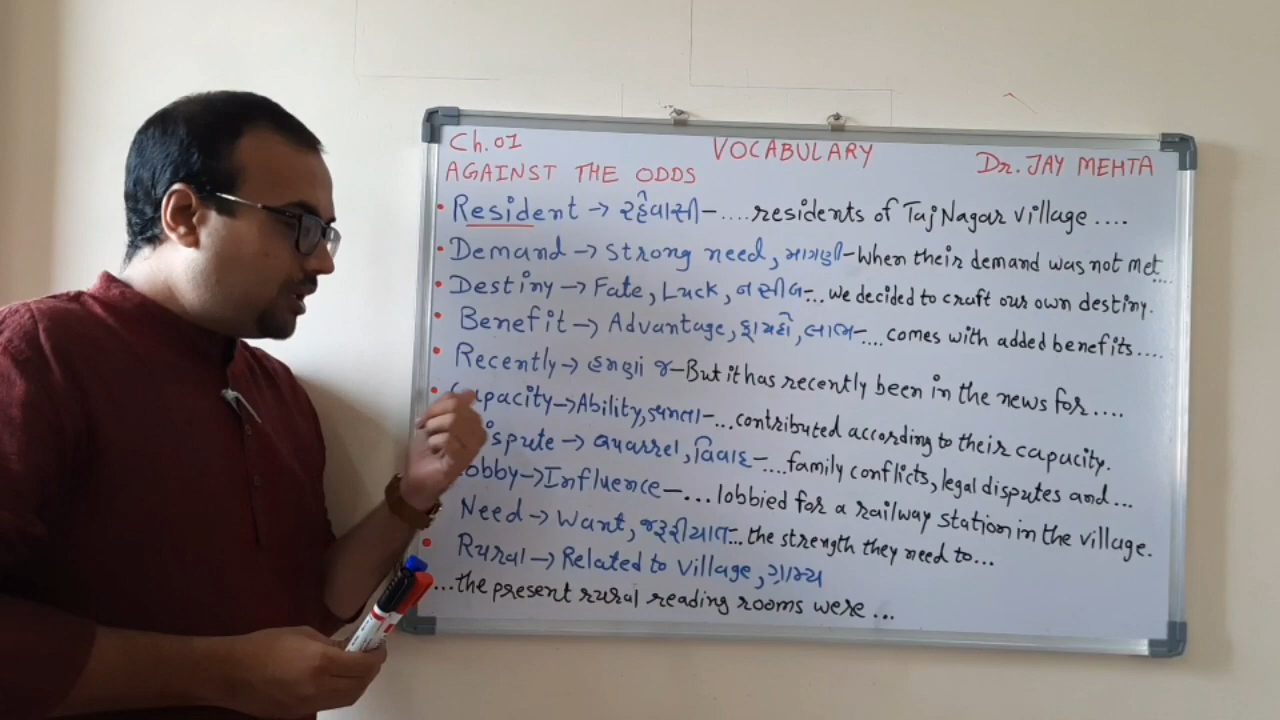 Ch.01
VOCABULARY
AGAINST THE ODDS
Dr. JAY MEHTA
Resident → રહેવાસી - ....residents of Taj Nagar village ....
Demand → Strong need, માગણી - When their demand was not met....
Destiny → Fate, Luck, નસીબ - ... we decided to craft our own destiny.
Benefit → Advantage, ફાયદો, લાભ - .... comes with added benefits ....
Recently → હમણાં જ - But it has recently been in the news for ....
apacity → Ability, ક્ષમતા - ... contributed according to their capacity.
ispute → Quarrel, વિવાદ - .... family conflicts, legal disputes and ...
obby → Influence - ... lobbied for a railway station in the village.
Need → Want, જરૂરીયાત - ... the strength they need to ...
Rural → Related to village, ગ્રામ્ય
...the present rural reading rooms were ...